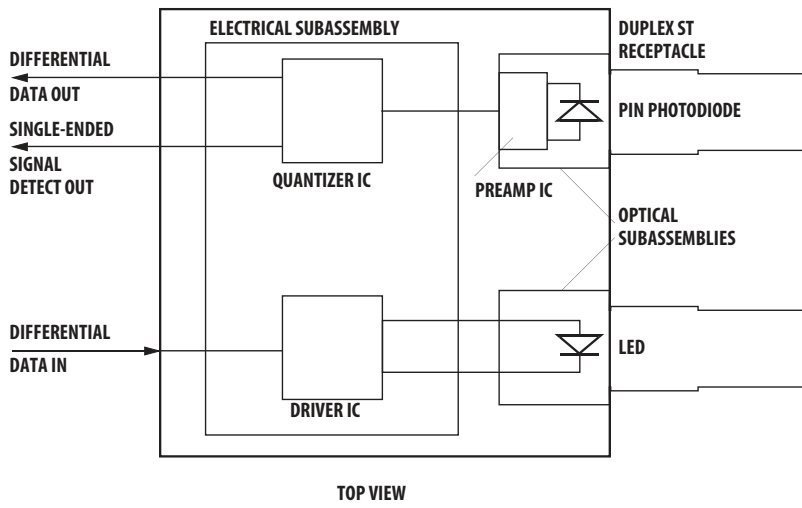 ELECTRICAL SUBASSEMBLY
DUPLEX ST
RECEPTACLE
DIFFERENTIAL
DATA OUT
PIN PHOTODIODE
SINGLE-ENDED
SIGNAL
DETECT OUT
QUANTIZER IC
PREAMP IC
OPTICAL
SUBASSEMBLIES
DIFFERENTIAL
DATA IN
LED
DRIVER IC
TOP VIEW